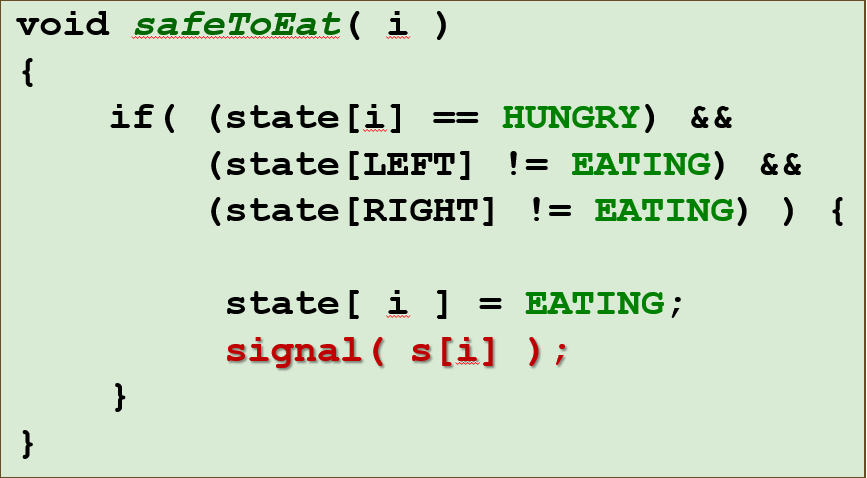 void safeToEat( i )
{
if( (state[i] == HUNGRY) &&
(state[LEFT] != EATING) &&
(state[RIGHT] != EATING) ) {
state[ i ] = EATING;
signal( s[i] );
}
}